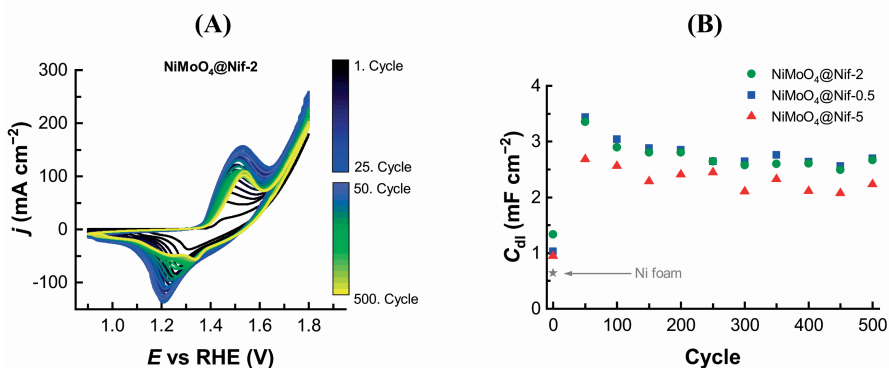 (A)
NiMoO₄@Nif-2
300
200
100
0
-100
j (mA cm⁻²)
1.0
1.2
1.4
1.6
1.8
E vs RHE (V)
1. Cycle
25. Cycle
50. Cycle
500. Cycle
(B)
NiMoO₄@Nif-2
NiMoO₄@Nif-0.5
NiMoO₄@Nif-5
4
3
2
1
0
C_dl (mF cm⁻²)
Ni foam
0
100
200
300
400
500
Cycle